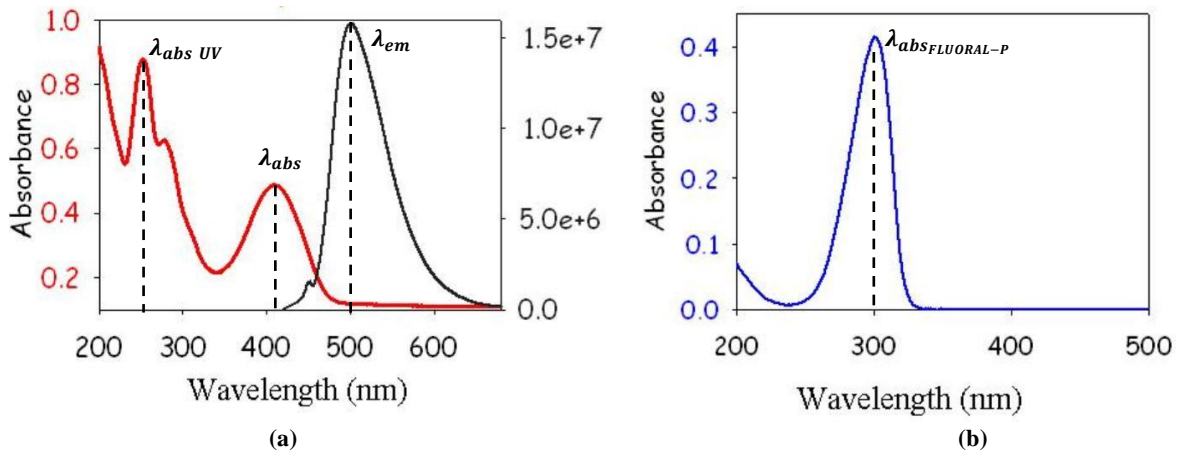 1.0
0.8
0.6
0.4
0.2
Absorbance
λabs UV
λabs
λem
1.5e+7
1.0e+7
5.0e+6
0.0
200 300 400 500 600
Wavelength (nm)
(a)
0.4
0.3
0.2
0.1
0.0
Absorbance
λabsFLUORAL-P
200 300 400 500
Wavelength (nm)
(b)